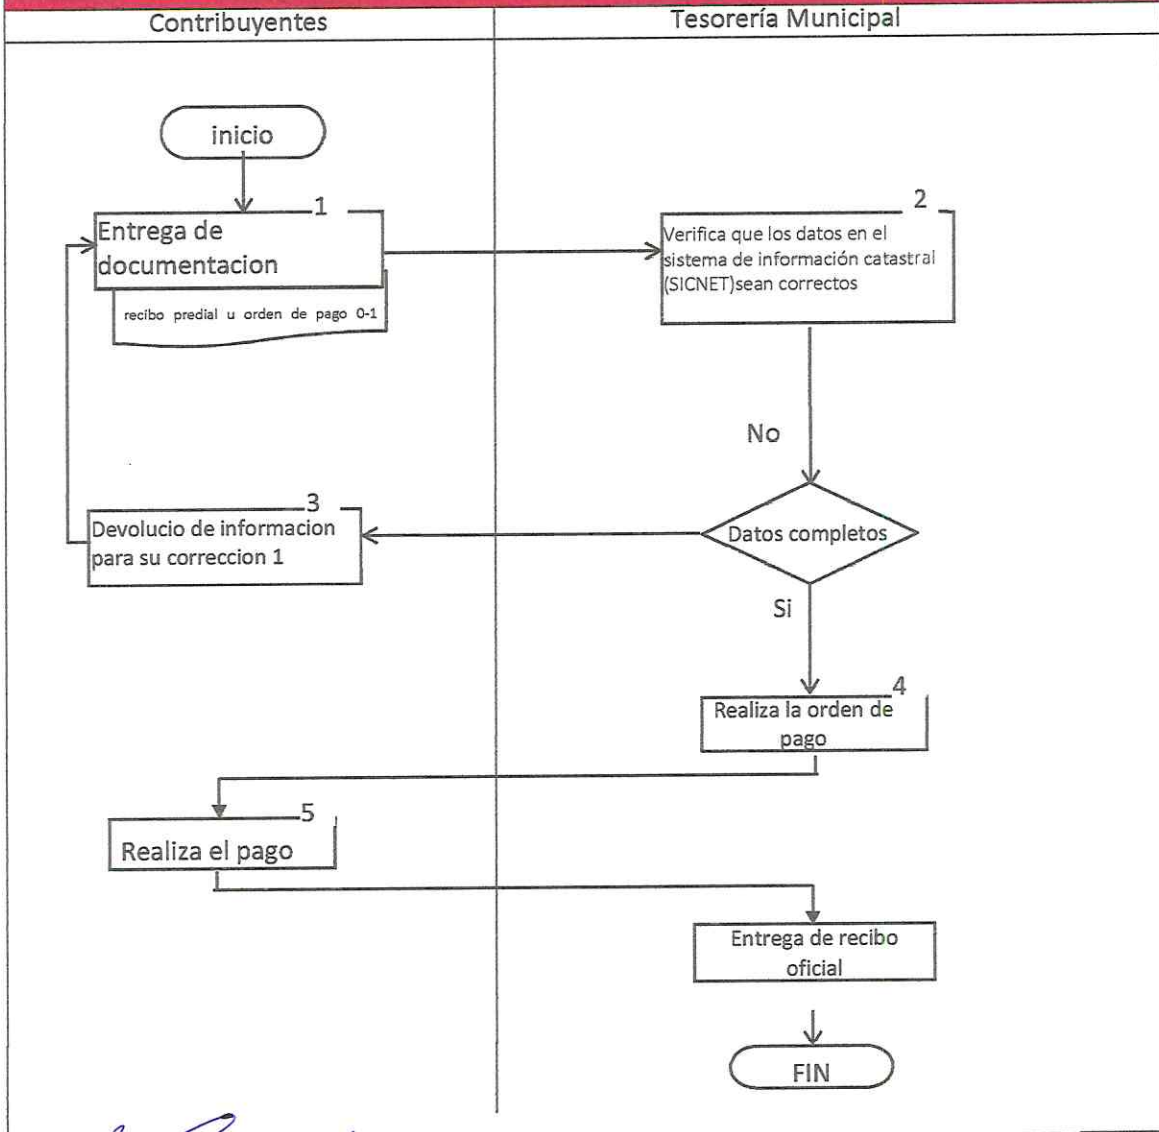 Contribuyentes
Tesorería Municipal
inicio
1
Entrega de
documentacion
recibo predial u orden de pago 0-1
2
Verifica que los datos en el
sistema de información catastral
(SICNET)sean correctos
No
Datos completos
3
Devolucio de informacion
para su correccion 1
Si
4
Realiza la orden de
pago
5
Realiza el pago
Entrega de recibo
oficial
FIN